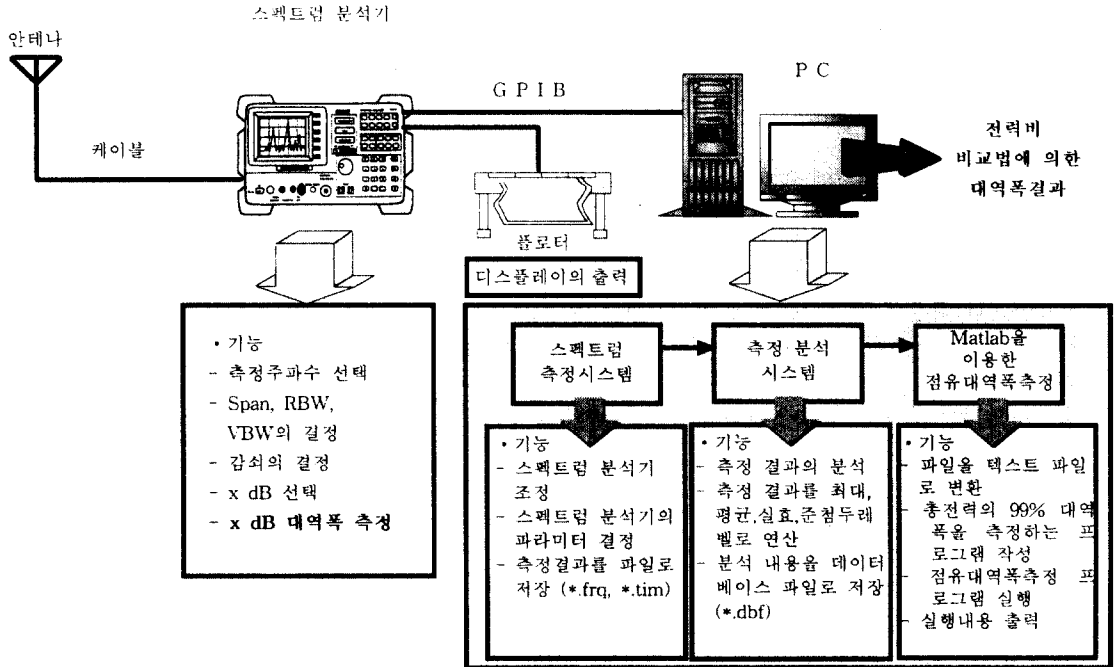 스펙트럼 분석기
안테나
케이블
G P I B
P C
전력비
비교법에 의한
대역폭결과
플로터
디스플레이의 출력
• 기능
- 측정주파수 선택
- Span, RBW,
VBW의 결정
- 감쇠의 결정
- x dB 선택
- x dB 대역폭 측정
스펙트럼
측정시스템
측정 분석
시스템
Matlab을
이용한
점유대역폭측정
• 기능
- 스펙트럼 분석기
조정
- 스펙트럼 분석기의
파라미터 결정
- 측정결과를 파일로
저장 (*.frq, *.tim)
• 기능
- 측정 결과의 분석
- 측정 결과를 최대,
평균,실효,준첨두레
벨로 연산
- 분석 내용을 데이터
베이스 파일로 저장
(*.dbf)
• 기능
- 파일을 텍스트 파일
로 변환
- 총전력의 99% 대역
폭을 측정하는 프
로그램 작성
- 점유대역폭측정 프
로그램 실행
- 실행내용 출력